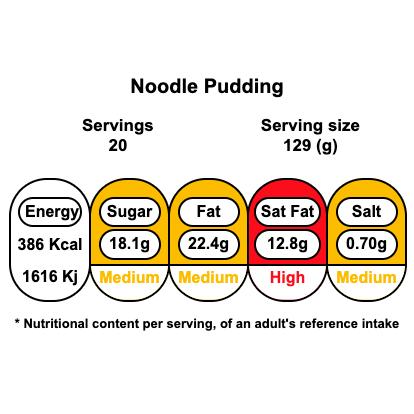 Noodle Pudding
Servings
20
Serving size
129 (g)
Energy
386 Kcal
1616 Kj
Sugar
18.1g
Medium
Fat
22.4g
Medium
Sat Fat
12.8g
High
Salt
0.70g
Medium
* Nutritional content per serving, of an adult's reference intake